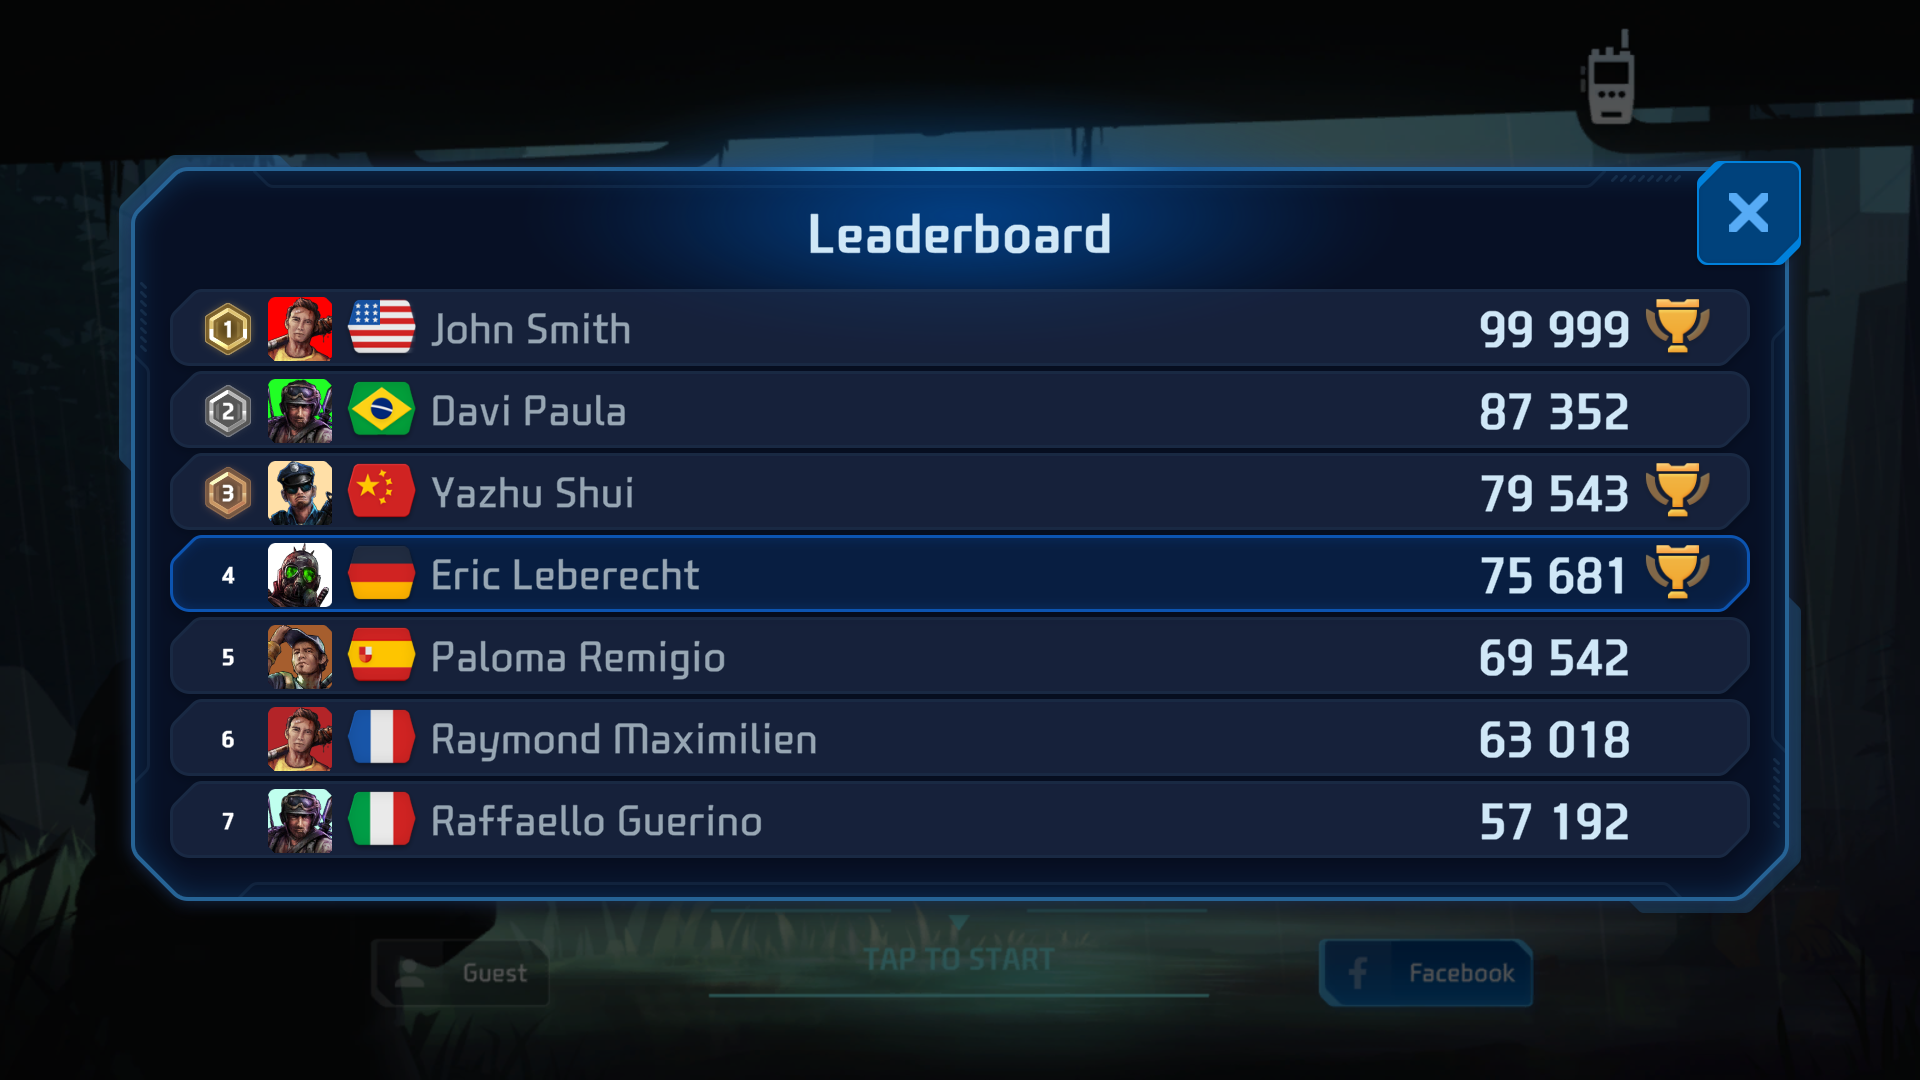 Leaderboard
1 John Smith 99 999
2 Davi Paula 87 352
3 Yazhu Shui 79 543
4 Eric Leberecht 75 681
5 Paloma Remigio 69 542
6 Raymond Maximilien 63 018
7 Raffaello Guerino 57 192
TAP TO START
Guest
Facebook